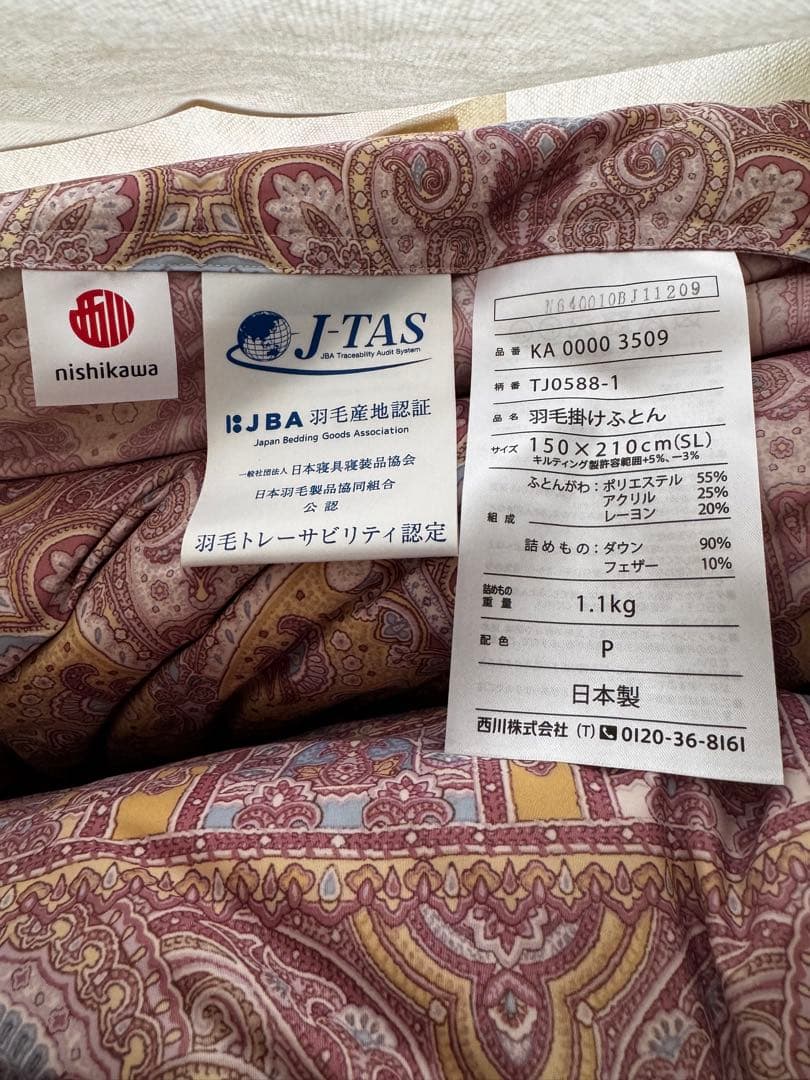 nishikawa
J-TAS
JBA Traceability Audit System
JBA 羽毛産地認証
Japan Bedding Goods Association
一般社団法人 日本寝具寝装品協会
日本羽毛製品協同組合
公認
羽毛トレーサビリティ認定
N640010BJ11209
品番 KA 0000 3509
柄番 TJ0588-1
品名 羽毛掛けふとん
サイズ 150×210cm(SL)
キルティング製許容範囲+5%、−3%
組成 ふとんがわ:ポリエステル 55%
アクリル 25%
レーヨン 20%
詰めもの:ダウン 90%
フェザー 10%
詰めもの重量 1.1kg
配色 P
日本製
西川株式会社 (T) 0120-36-8161